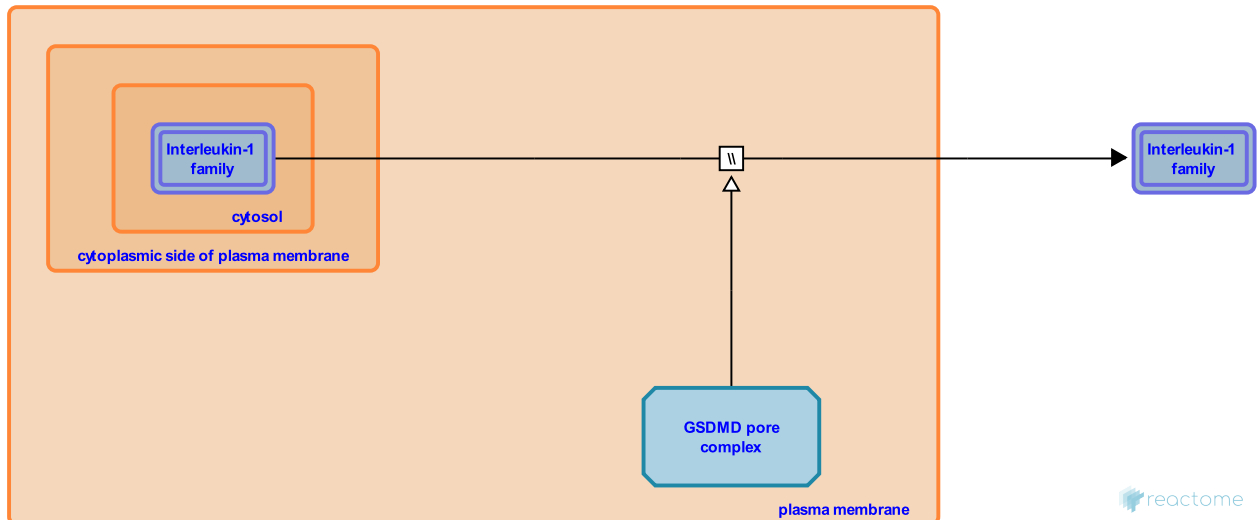 Interleukin-1
family
\\
Interleukin-1
family
cytosol
cytoplasmic side of plasma membrane
GSDMD pore
complex
reactome
plasma membrane